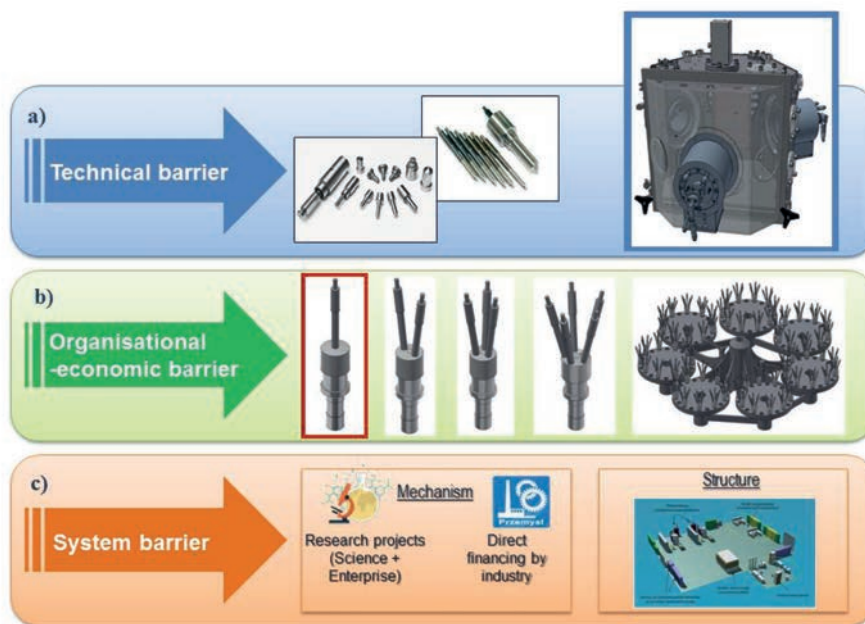 a)
Technical barrier
b)
Organisational
-economic barrier
c)
System barrier
Mechanism
Przemysł
Research projects
(Science +
Enterprise)
Direct
financing by
industry
Structure